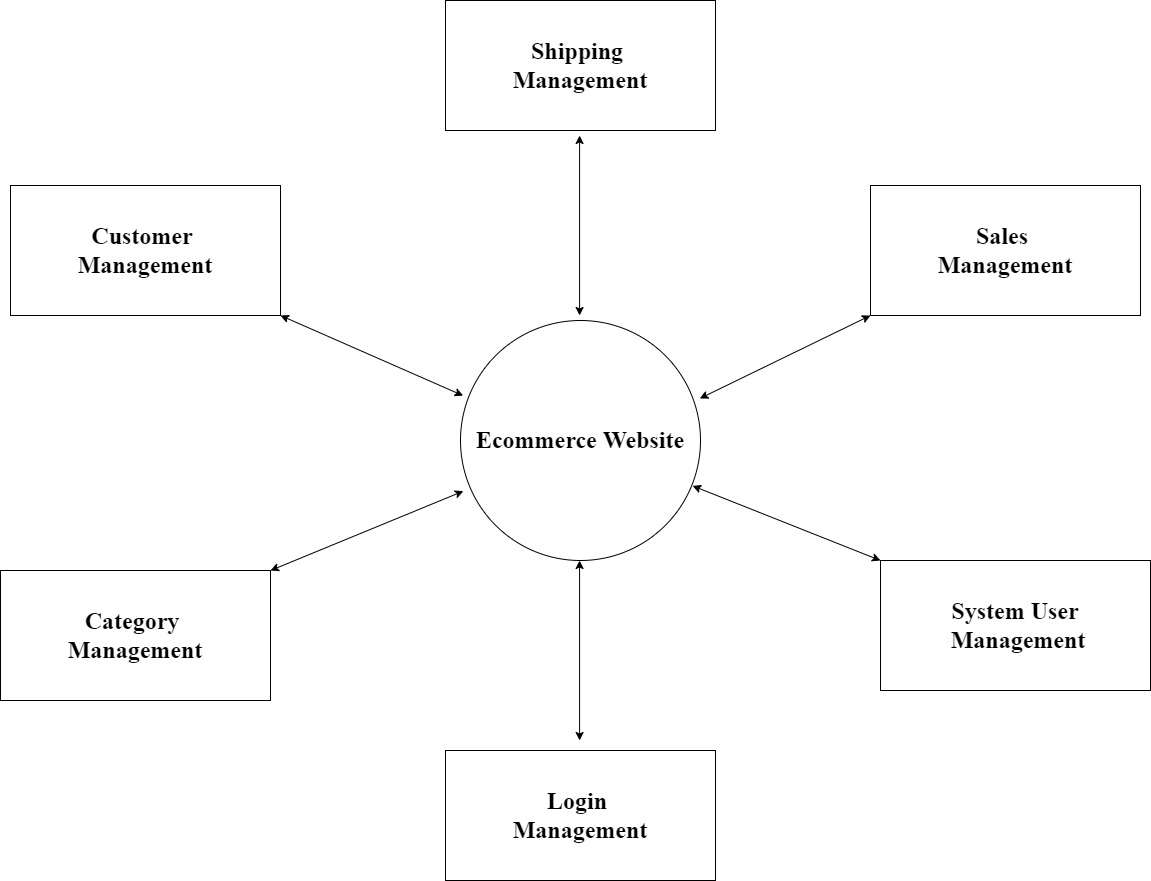 Shipping
Management
Customer
Management
Sales
Management
Ecommerce Website
Category
Management
System User
Management
Login
Management